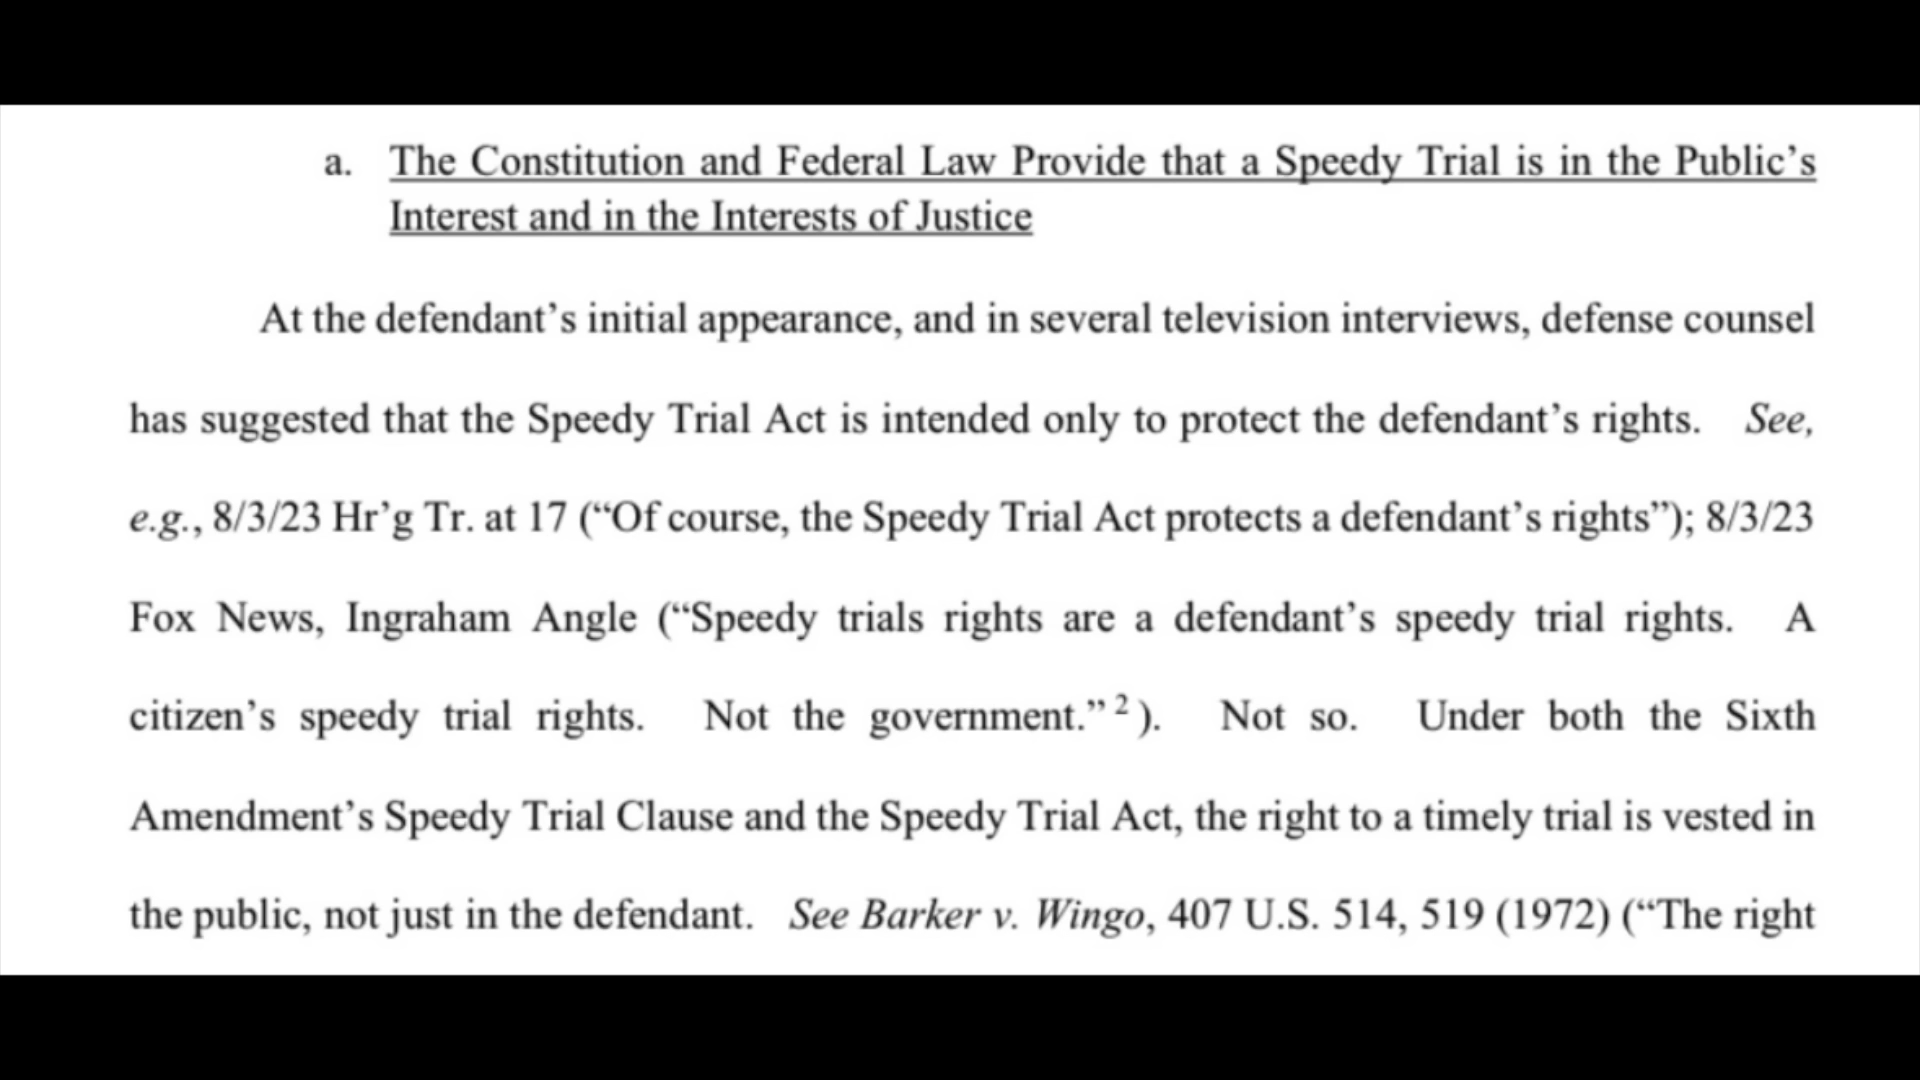 a. The Constitution and Federal Law Provide that a Speedy Trial is in the Public’s
Interest and in the Interests of Justice
At the defendant’s initial appearance, and in several television interviews, defense counsel
has suggested that the Speedy Trial Act is intended only to protect the defendant’s rights. See,
e.g., 8/3/23 Hr’g Tr. at 17 (“Of course, the Speedy Trial Act protects a defendant’s rights”); 8/3/23
Fox News, Ingraham Angle (“Speedy trials rights are a defendant’s speedy trial rights. A
citizen’s speedy trial rights. Not the government.” 2 ). Not so. Under both the Sixth
Amendment’s Speedy Trial Clause and the Speedy Trial Act, the right to a timely trial is vested in
the public, not just in the defendant. See Barker v. Wingo, 407 U.S. 514, 519 (1972) (“The right